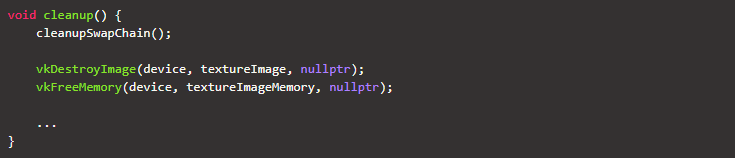 void cleanup() {
    cleanupSwapChain();

    vkDestroyImage(device, textureImage, nullptr);
    vkFreeMemory(device, textureImageMemory, nullptr);

    ...
}